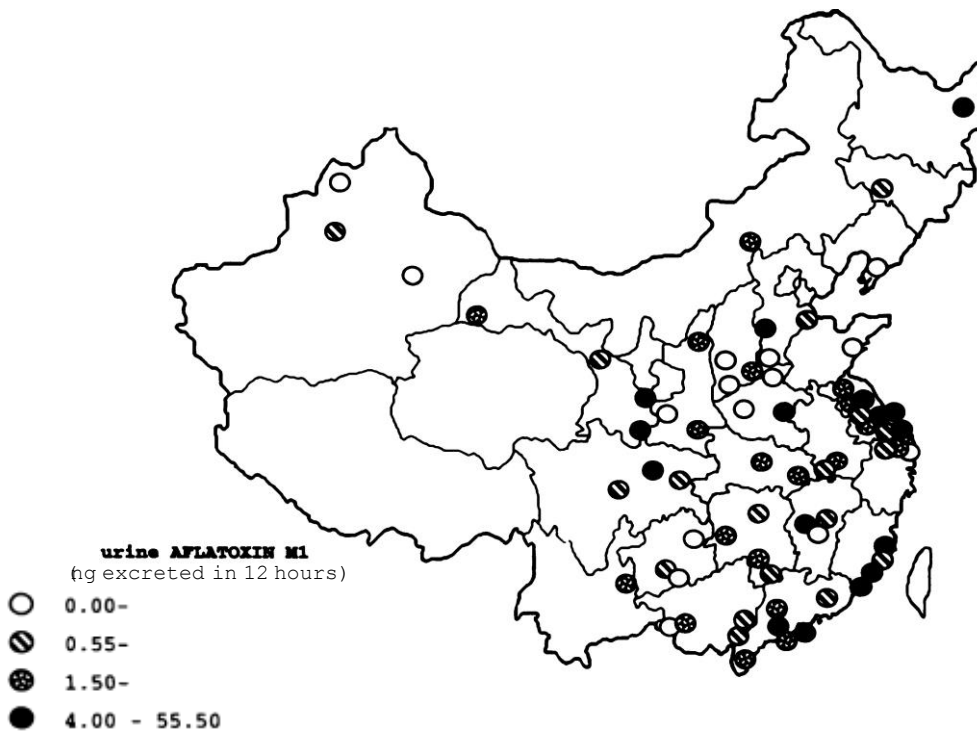 urine AFLATOXIN M1
(ng excreted in 12 hours)
0.00-
0.55-
1.50-
4.00 - 55.50